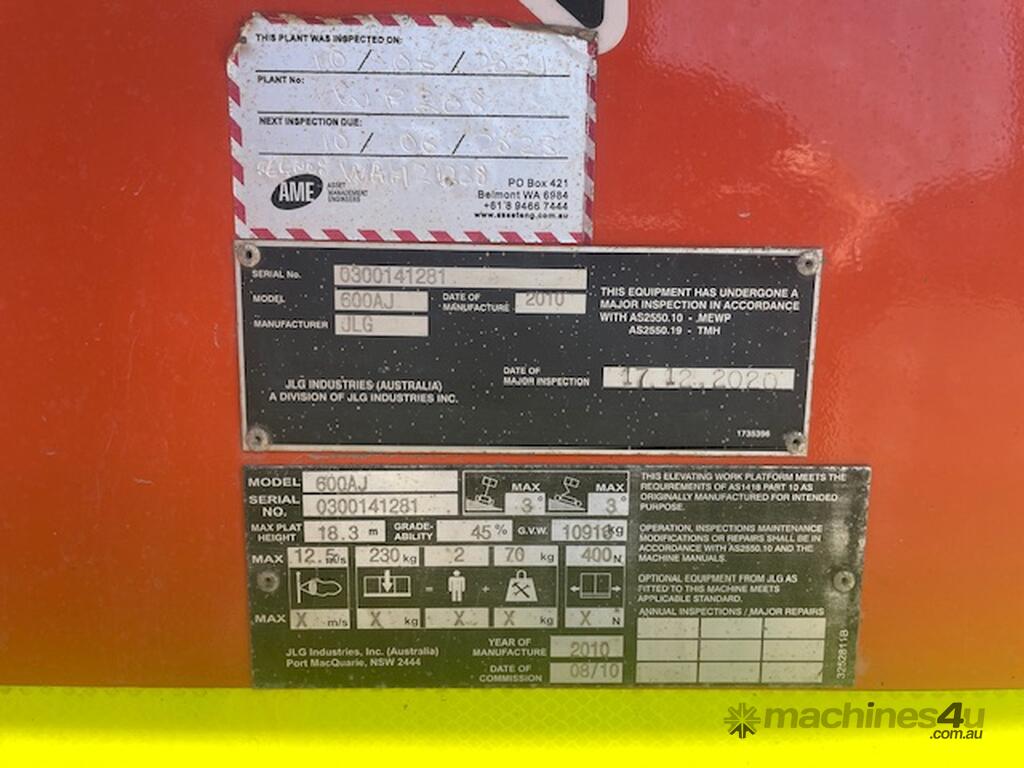 THIS PLANT WAS INSPECTED ON:
10/06/2021
PLANT No:
NEXT INSPECTION DUE:
10/06/
WAH
AME ASSET MANAGEMENT ENGINEERS
PO Box 421
Belmont WA 6984
+61 8 9466 7444
www.asseteng.com.au
SERIAL No. 0300141281
MODEL 600AJ DATE OF MANUFACTURE 2010
MANUFACTURER JLG
THIS EQUIPMENT HAS UNDERGONE A
MAJOR INSPECTION IN ACCORDANCE
WITH AS2550.10 - MEWP
AS2550.19 - TMH
DATE OF MAJOR INSPECTION 17.12.2020
JLG INDUSTRIES (AUSTRALIA)
A DIVISION OF JLG INDUSTRIES INC.
1735396
MODEL 600AJ MAX 3° MAX 3°
SERIAL NO. 0300141281
MAX PLAT HEIGHT 18.3 m GRADE-ABILITY 45% G.V.W. kg
MAX 12.5 m/s 230 kg 2 70 kg 400 N
= +
MAX X m/s X kg X X kg X N
JLG Industries, Inc. (Australia)
Port MacQuarie, NSW 2444
YEAR OF MANUFACTURE 2010
DATE OF COMMISSION 08/10
THIS ELEVATING WORK PLATFORM MEETS THE
REQUIREMENTS OF AS1418 PART 10 AS
ORIGINALLY MANUFACTURED FOR INTENDED
PURPOSE.
OPERATION, INSPECTIONS MAINTENANCE
MODIFICATIONS OR REPAIRS SHALL BE IN
ACCORDANCE WITH AS2550.10 AND THE
MACHINE MANUALS.
OPTIONAL EQUIPMENT FROM JLG AS
FITTED TO THIS MACHINE MEETS
APPLICABLE STANDARD.
ANNUAL INSPECTIONS / MAJOR REPAIRS
3252811B
machines4u
.com.au